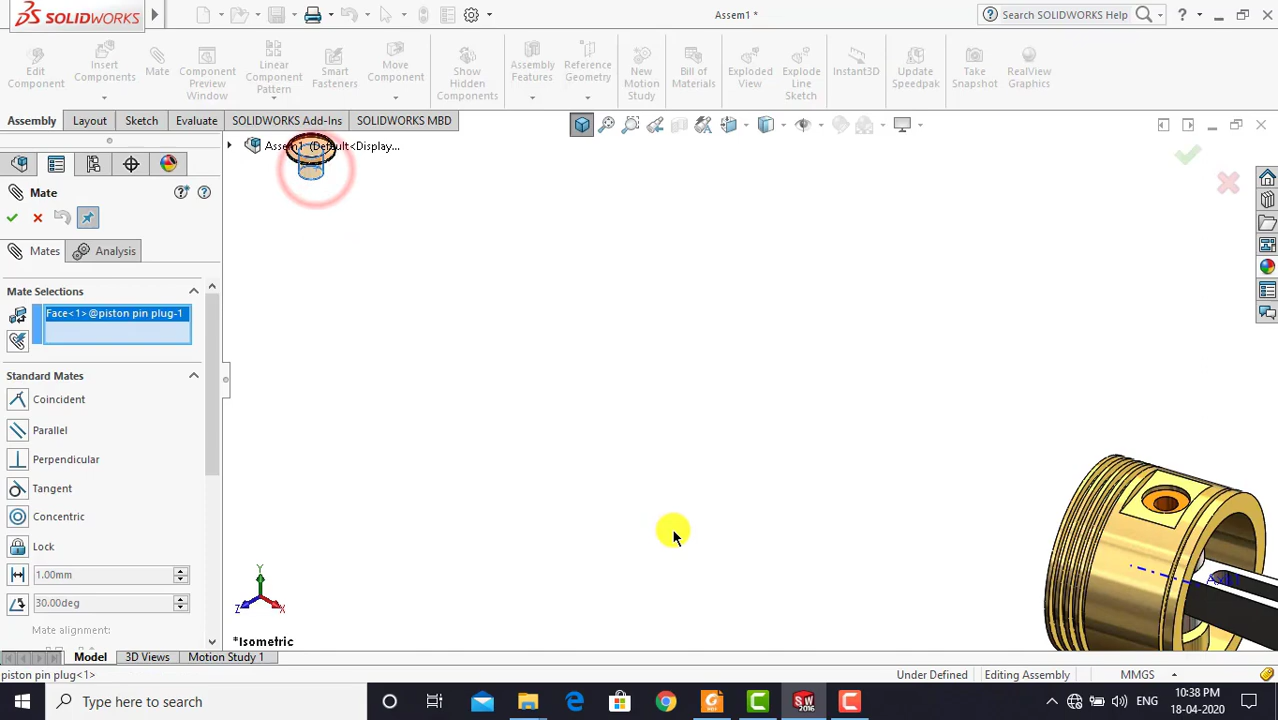 SOLIDWORKS
Assem1 *
Search SOLIDWORKS Help
Edit Component
Insert Components
Mate
Component Preview Window
Linear Component Pattern
Smart Fasteners
Move Component
Show Hidden Components
Assembly Features
Reference Geometry
New Motion Study
Bill of Materials
Exploded View
Explode Line Sketch
Instant3D
Update Speedpak
Take Snapshot
RealView Graphics
Assembly Layout Sketch Evaluate SOLIDWORKS Add-Ins SOLIDWORKS MBD
Assem1 (Default<Display...
Mate
Mates Analysis
Mate Selections
Face<1>@piston pin plug-1
Standard Mates
Coincident
Parallel
Perpendicular
Tangent
Concentric
Lock
1.00mm
30.00deg
Mate alignment:
Y
Z X
*Isometric
Model 3D Views Motion Study 1
piston pin plug<1> Under Defined Editing Assembly MMGS
Type here to search
ENG
10:38 PM
18-04-2020
SW
2016